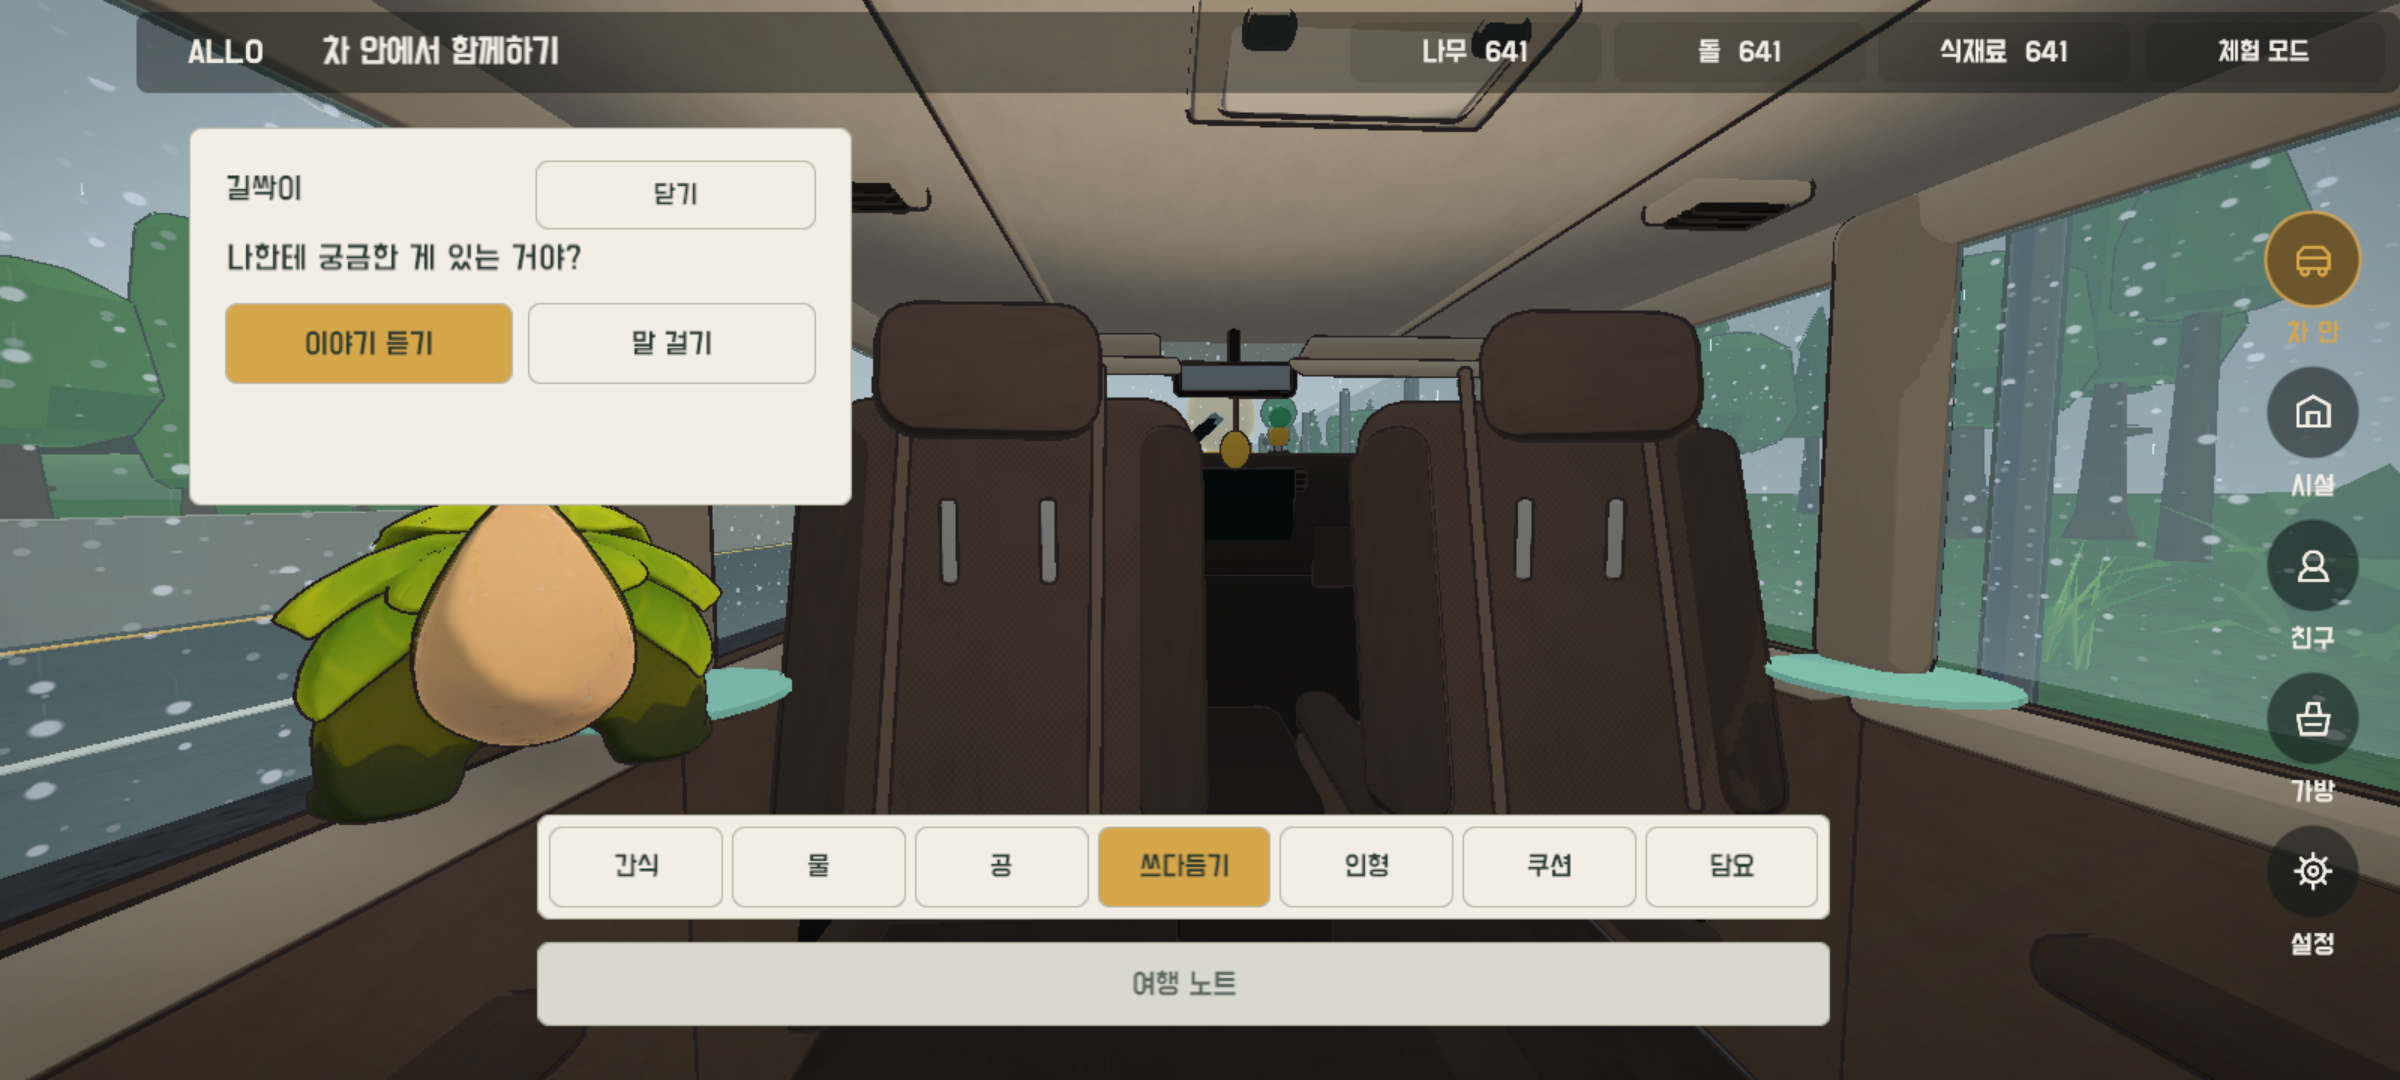 ALLO 차 안에서 함께하기 나무 641 돌 641 식재료 641 체험 모드
길싹이 닫기
나한테 궁금한 게 있는 거야?
이야기 듣기 말 걸기
차 안
시설
친구
가방
설정
간식 물 공 쓰다듬기 인형 쿠션 담요
여행 노트